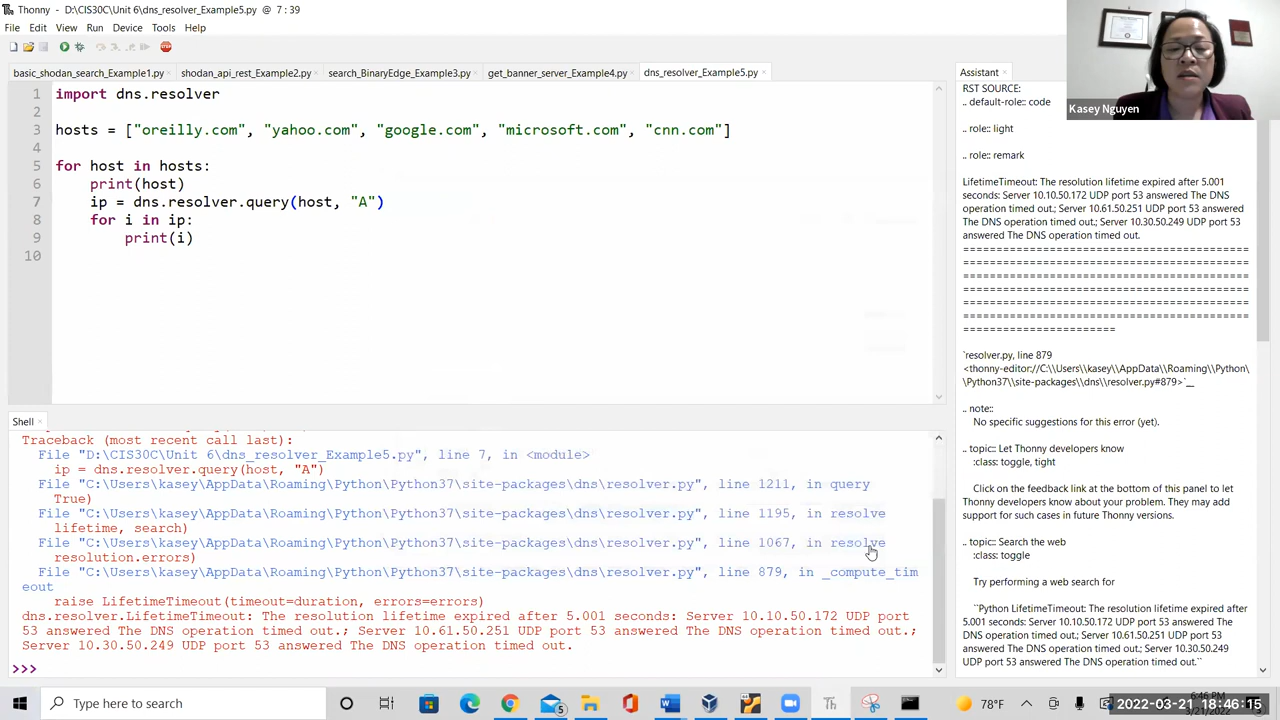 Thonny - D:\CIS30C\Unit 6\dns_resolver_Example5.py @ 7 : 39
File Edit View Run Device Tools Help
basic_shodan_search_Example1.py × shodan_api_rest_Example2.py × search_BinaryEdge_Example3.py × get_banner_server_Example4.py × dns_resolver_Example5.py ×
1 import dns.resolver
2
3 hosts = ["oreilly.com", "yahoo.com", "google.com", "microsoft.com", "cnn.com"]
4
5 for host in hosts:
6 print(host)
7 ip = dns.resolver.query(host, "A")
8 for i in ip:
9 print(i)
10
Shell ×
Traceback (most recent call last):
File "D:\CIS30C\Unit 6\dns_resolver_Example5.py", line 7, in <module>
ip = dns.resolver.query(host, "A")
File "C:\Users\kasey\AppData\Roaming\Python\Python37\site-packages\dns\resolver.py", line 1211, in query
True)
File "C:\Users\kasey\AppData\Roaming\Python\Python37\site-packages\dns\resolver.py", line 1195, in resolve
lifetime, search)
File "C:\Users\kasey\AppData\Roaming\Python\Python37\site-packages\dns\resolver.py", line 1067, in resolve
resolution.errors)
File "C:\Users\kasey\AppData\Roaming\Python\Python37\site-packages\dns\resolver.py", line 879, in _compute_tim
eout
raise LifetimeTimeout(timeout=duration, errors=errors)
dns.resolver.LifetimeTimeout: The resolution lifetime expired after 5.001 seconds: Server 10.10.50.172 UDP port
53 answered The DNS operation timed out.; Server 10.61.50.251 UDP port 53 answered The DNS operation timed out.;
Server 10.30.50.249 UDP port 53 answered The DNS operation timed out.
>>>
Kasey Nguyen
Assistant ×
RST SOURCE:
.. default-role:: code
.. role:: light
.. role:: remark
LifetimeTimeout: The resolution lifetime expired after 5.001
seconds: Server 10.10.50.172 UDP port 53 answered The DNS
operation timed out.; Server 10.61.50.251 UDP port 53 answered
The DNS operation timed out.; Server 10.30.50.249 UDP port 53
answered The DNS operation timed out.
`resolver.py, line 879
<thonny-editor://C:\\Users\\kasey\\AppData\\Roaming\\Python\
\Python37\\site-packages\\dns\\resolver.py#879>`__
.. note::
No specific suggestions for this error (yet).
.. topic:: Let Thonny developers know
:class: toggle, tight
Click on the feedback link at the bottom of this panel to let
Thonny developers know about your problem. They may add
support for such cases in future Thonny versions.
.. topic:: Search the web
:class: toggle
Try performing a web search for
``Python LifetimeTimeout: The resolution lifetime expired after
5.001 seconds: Server 10.10.50.172 UDP port 53 answered The
DNS operation timed out.; Server 10.61.50.251 UDP port 53
answered The DNS operation timed out.; Server 10.30.50.249
UDP port 53 answered The DNS operation timed out.``
Type here to search
5
Th
78°F
6:46 PM
2022-03-21 18:46:15